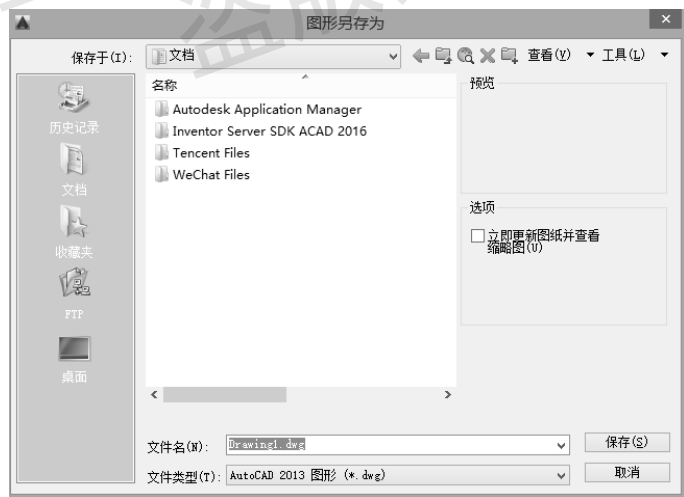 图形另存为
保存于(I):
文档
查看(V)
工具(L)
名称
预览
历史记录
Autodesk Application Manager
Inventor Server SDK ACAD 2016
Tencent Files
WeChat Files
文档
选项
立即更新图纸并查看
缩略图(U)
收藏夹
FTP
桌面
文件名(N):
Drawing1.dwg
保存(S)
文件类型(T):
AutoCAD 2013 图形 (*.dwg)
取消